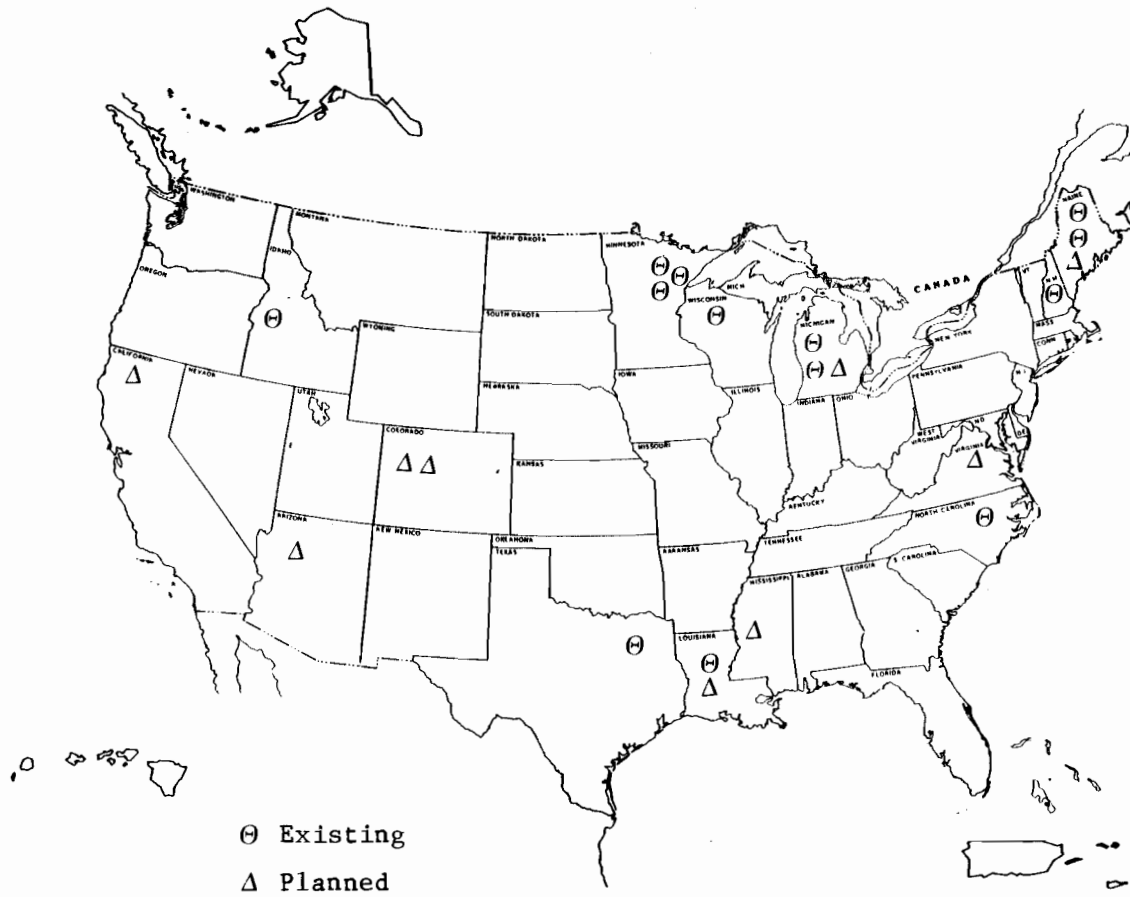 WASHINGTON
MONTANA
NORTH DAKOTA
MINNESOTA
MAINE
IDAHO
OREGON
CANADA
VT
N H
MICH
WISCONSIN
SOUTH DAKOTA
WYOMING
MICHIGAN
MASS
NEW YORK
CONN
CALIFORNIA
NEVADA
UTAH
IOWA
NEBRASKA
ILLINOIS
INDIANA
OHIO
PENNSYLVANIA
N J
COLORADO
MISSOURI
WEST VIRGINIA
MD
DE
VIRGINIA
KANSAS
KENTUCKY
NORTH CAROLINA
ARIZONA
NEW MEXICO
OKLAHOMA
TEXAS
ARKANSAS
TENNESSEE
S CAROLINA
MISSISSIPPI
ALABAMA
GEORGIA
LOUISIANA
FLORIDA
Θ Existing
Δ Planned